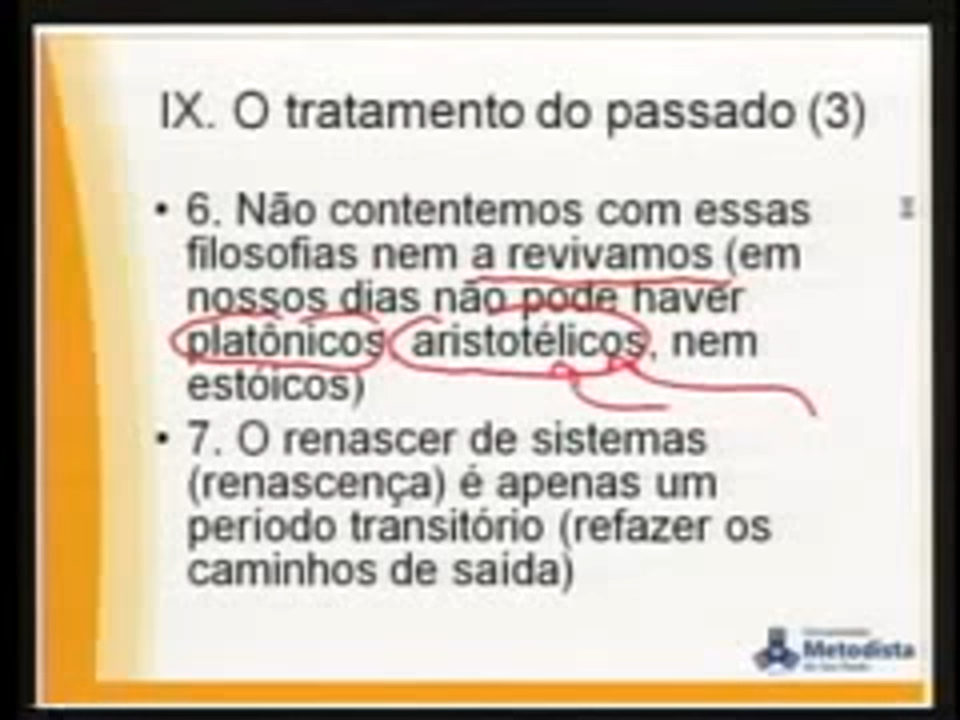 IX. O tratamento do passado (3)
• 6. Não contentemos com essas
filosofias nem a revivamos (em
nossos dias não pode haver
platônicos aristotélicos, nem
estóicos)
• 7. O renascer de sistemas
(renascença) é apenas um
período transitório (refazer os
caminhos de saída)
Metodista